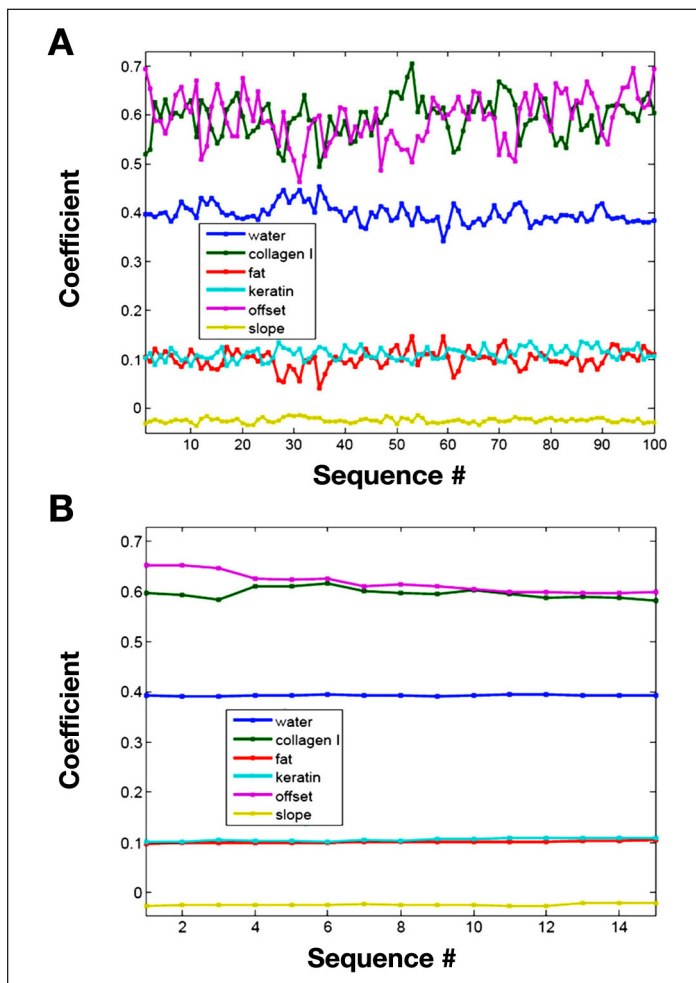 A
0.7
0.6
0.5
0.4
0.3
0.2
0.1
0
Coefficient
water
collagen I
fat
keratin
offset
slope
10 20 30 40 50 60 70 80 90 100
Sequence #
B
0.7
0.6
0.5
0.4
0.3
0.2
0.1
0
Coefficient
water
collagen I
fat
keratin
offset
slope
2 4 6 8 10 12 14
Sequence #